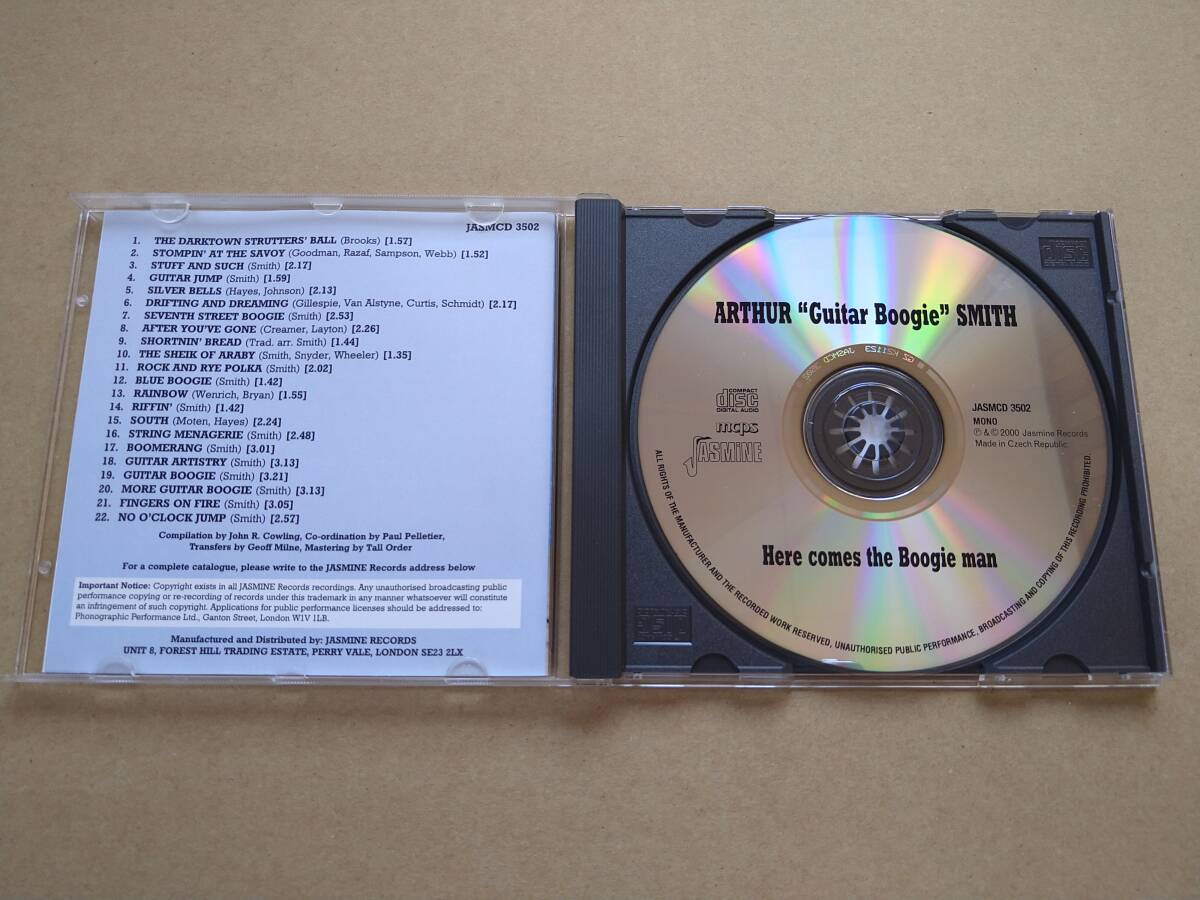 JASMCD 3502
1. THE DARKTOWN STRUTTERS' BALL (Brooks) [1.57]
2. STOMPIN' AT THE SAVOY (Goodman, Razaf, Sampson, Webb) [1.52]
3. STUFF AND SUCH (Smith) [2.17]
4. GUITAR JUMP (Smith) [1.59]
5. SILVER BELLS (Hayes, Johnson) [2.13]
6. DRIFTING AND DREAMING (Gillespie, Van Alstyne, Curtis, Schmidt) [2.17]
7. SEVENTH STREET BOOGIE (Smith) [2.53]
8. AFTER YOU'VE GONE (Creamer, Layton) [2.26]
9. SHORTNIN' BREAD (Trad. arr. Smith) [1.44]
10. THE SHEIK OF ARABY (Smith, Snyder, Wheeler) [1.35]
11. ROCK AND RYE POLKA (Smith) [2.02]
12. BLUE BOOGIE (Smith) [1.42]
13. RAINBOW (Wenrich, Bryan) [1.55]
14. RIFFIN' (Smith) [1.42]
15. SOUTH (Moten, Hayes) [2.24]
16. STRING MENAGERIE (Smith) [2.48]
17. BOOMERANG (Smith) [3.01]
18. GUITAR ARTISTRY (Smith) [3.13]
19. GUITAR BOOGIE (Smith) [3.21]
20. MORE GUITAR BOOGIE (Smith) [3.13]
21. FINGERS ON FIRE (Smith) [3.05]
22. NO O'CLOCK JUMP (Smith) [2.57]
Compilation by John R. Cowling, Co-ordination by Paul Pelletier,
Transfers by Geoff Milne, Mastering by Tall Order
For a complete catalogue, please write to the JASMINE Records address below
Important Notice: Copyright exists in all JASMINE Records recordings. Any unauthorised broadcasting public
performance copying or re-recording of records under this trademark in any manner whatsoever will constitute
an infringement of such copyright. Applications for public performance licenses should be addressed to:
Phonographic Performance Ltd., Ganton Street, London W1V 1LB.
Manufactured and Distributed by: JASMINE RECORDS
UNIT 8, FOREST HILL TRADING ESTATE, PERRY VALE, LONDON SE23 2LX
ARTHUR “Guitar Boogie” SMITH
COMPACT
disc
DIGITAL AUDIO
mcps
JASMINE
JASMCD 3502
MONO
℗ & © 2000 Jasmine Records
Made in Czech Republic
Here comes the Boogie man
ALL RIGHTS OF THE MANUFACTURER AND THE RECORDED WORK RESERVED, UNAUTHORISED PUBLIC PERFORMANCE, BROADCASTING AND COPYING OF THIS RECORDING PROHIBITED.